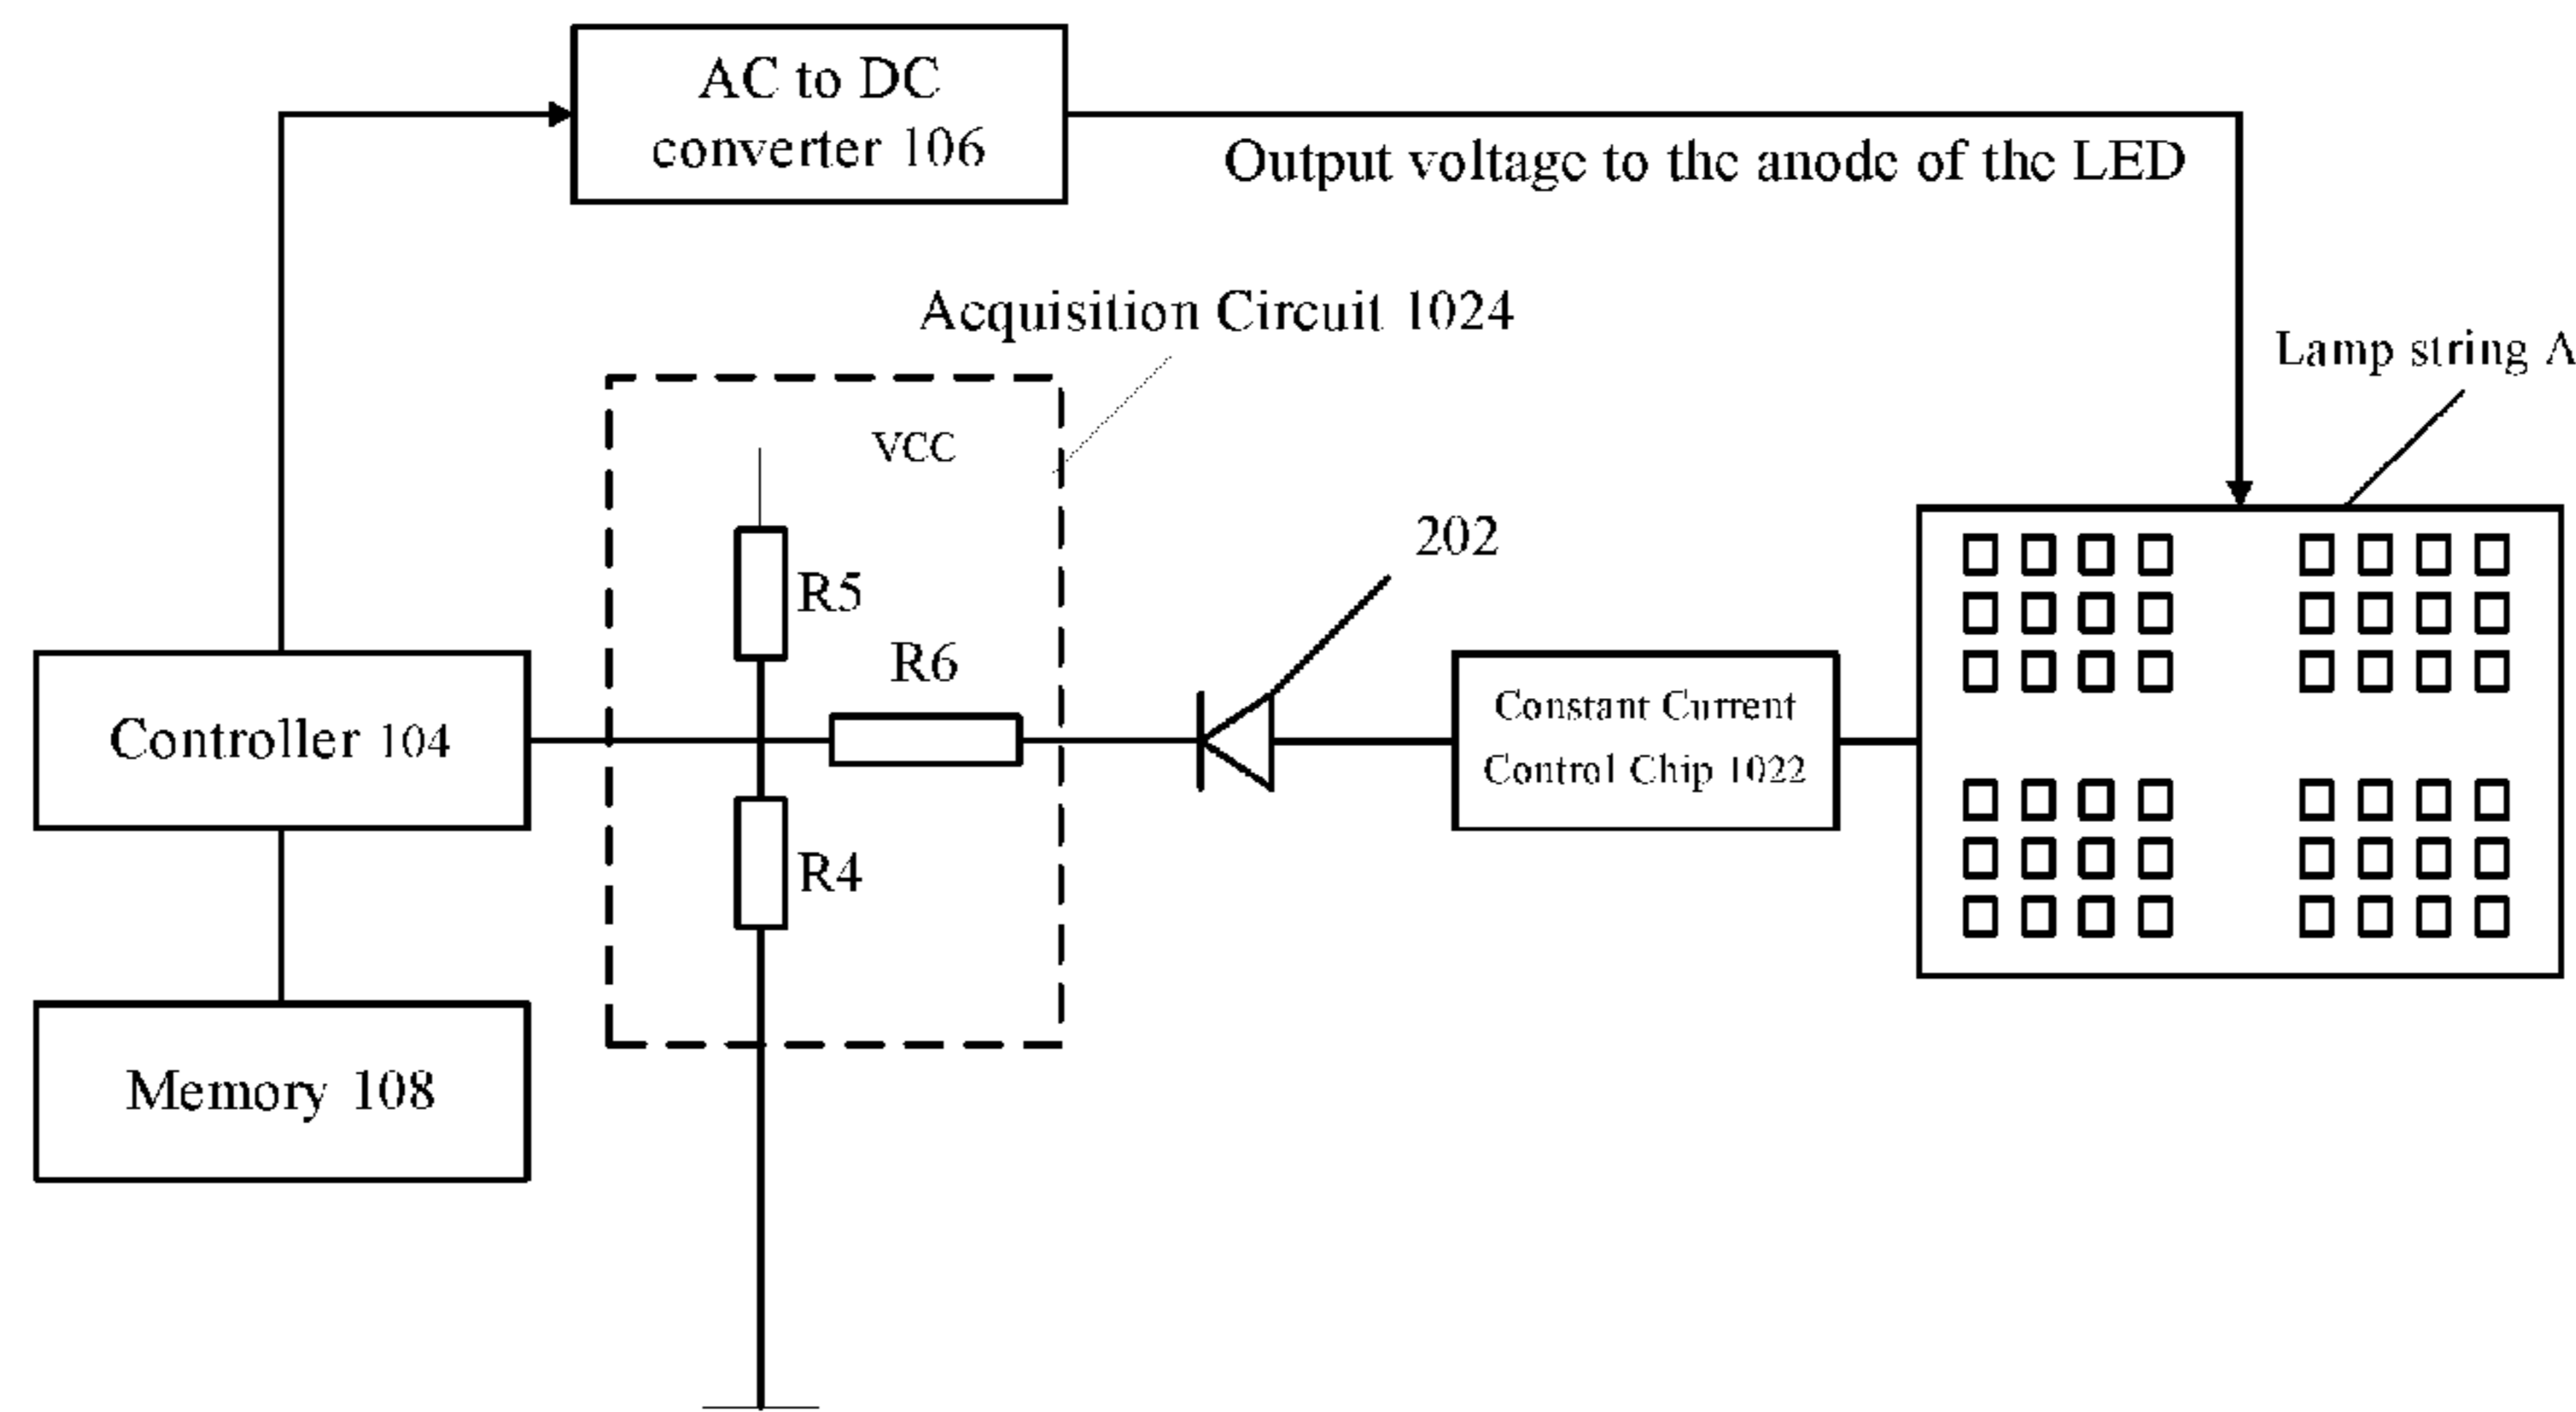 AC to DC
converter 106
Output voltage to the anode of the LED
Acquisition Circuit 1024
Lamp string A
VCC
202
R5
R6
Controller 104
Constant Current
Control Chip 1022
R4
Memory 108